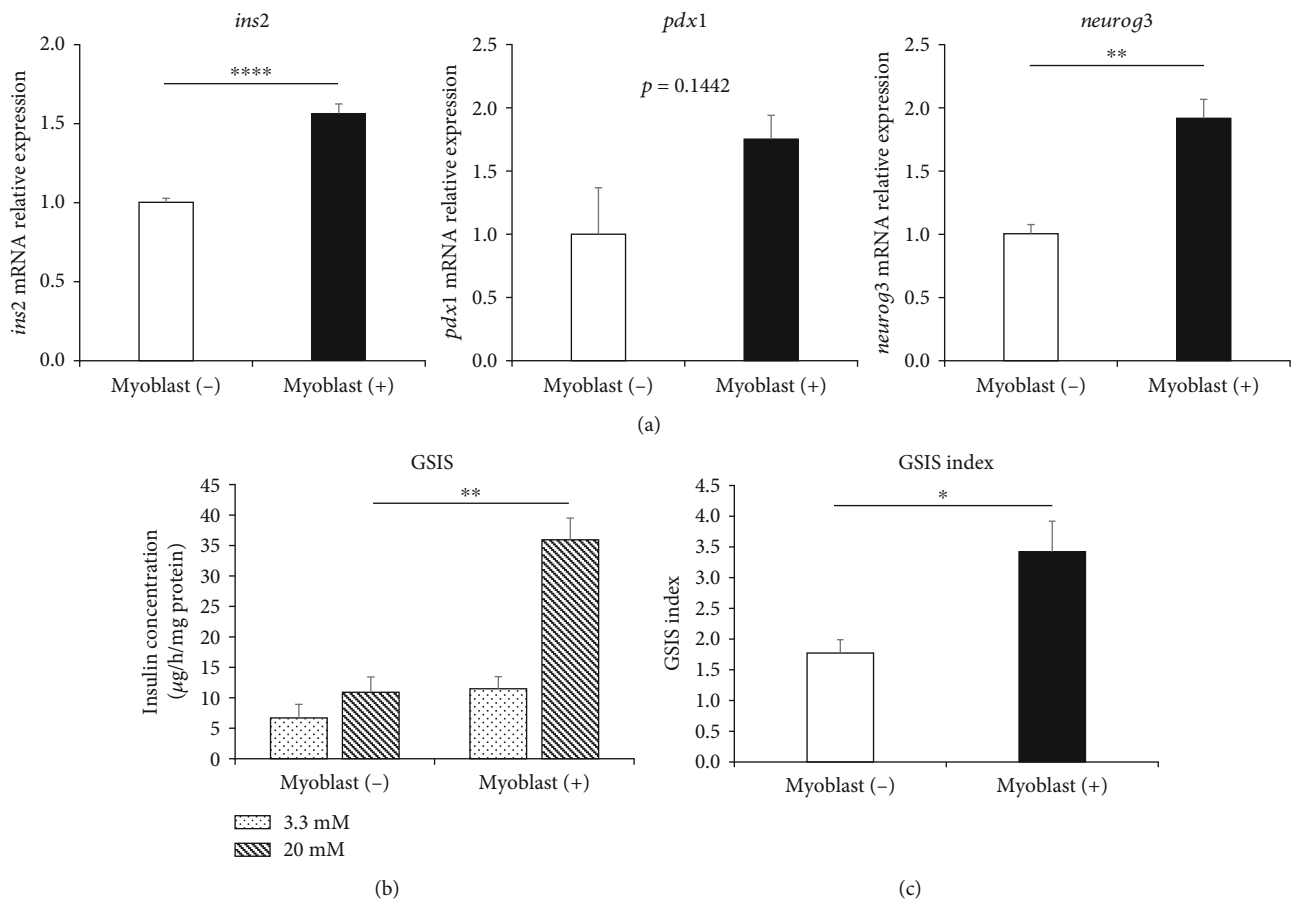 ins2
ins2 mRNA relative expression
2.0
1.5
1.0
0.5
0.0
****
Myoblast (–)
Myoblast (+)
pdx1
pdx1 mRNA relative expression
2.5
2.0
1.5
1.0
0.5
0.0
p = 0.1442
Myoblast (–)
Myoblast (+)
neurog3
neurog3 mRNA relative expression
2.5
2.0
1.5
1.0
0.5
0.0
**
Myoblast (–)
Myoblast (+)
(a)
GSIS
Insulin concentration
(μg/h/mg protein)
45
40
35
30
25
20
15
10
5
0
**
Myoblast (–)
Myoblast (+)
3.3 mM
20 mM
(b)
GSIS index
GSIS index
4.5
4.0
3.5
3.0
2.5
2.0
1.5
1.0
0.5
0.0
*
Myoblast (–)
Myoblast (+)
(c)